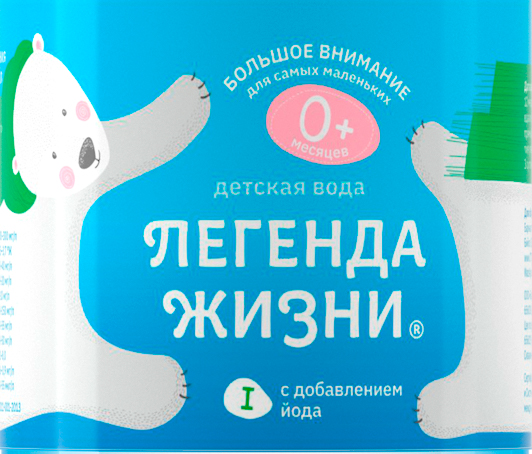 БОЛЬШОЕ ВНИМАНИЕ
для самых маленьких
0+
месяцев
детская вода
ЛЕГЕНДА
ЖИЗНИ®
I
с добавлением
йода